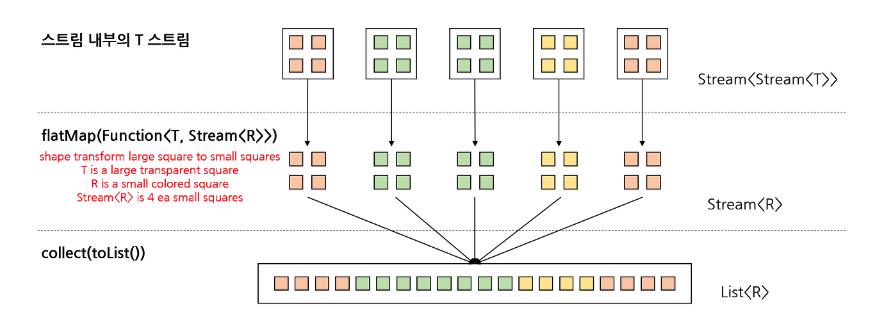 스트림 내부의 T 스트림
Stream<Stream<T>>
flatMap(Function<T, Stream<R>>)
shape transform large square to small squares
T is a large transparent square
R is a small colored square
Stream<R> is 4 ea small squares
Stream<R>
collect(toList())
List<R>